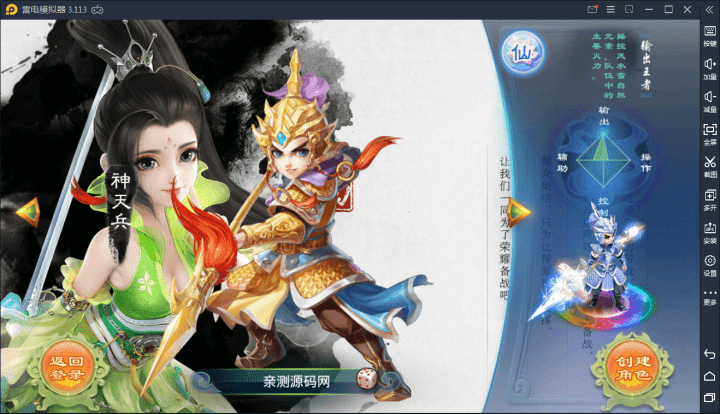 雷电模拟器 3.113
仙
输出王者
操控风水雷自然
元素，队伍中的
主要火力。
输出
辅助
操作
控制
神天兵
让我们一同为了荣耀备战吧
返回
登录
亲测源码网
创建
角色
按键
加量
减量
全屏
截图
多开
安装
设置
更多